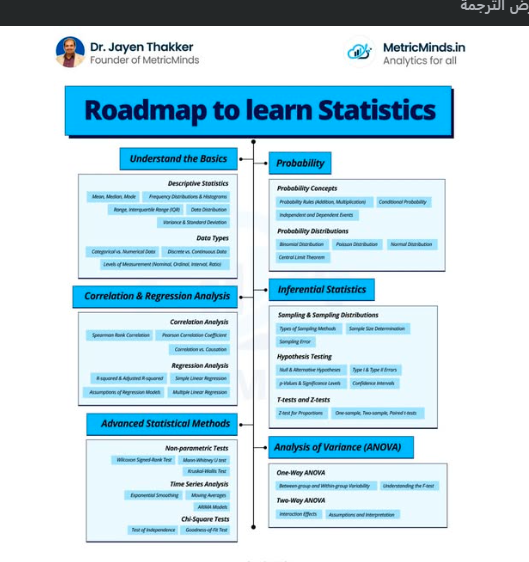 عرض الترجمة
Dr. Jayen Thakker
Founder of MetricMinds
MetricMinds.in
Analytics for all
Roadmap to learn Statistics
Understand the Basics
Descriptive Statistics
Mean, Median, Mode
Frequency Distributions & Histograms
Range, Interquartile Range (IQR)
Data Distribution
Variance & Standard Deviation
Data Types
Categorical vs. Numerical Data
Discrete vs. Continuous Data
Levels of Measurement (Nominal, Ordinal, Interval, Ratio)
Probability
Probability Concepts
Probability Rules (Addition, Multiplication)
Conditional Probability
Independent and Dependent Events
Probability Distributions
Binomial Distribution
Poisson Distribution
Normal Distribution
Central Limit Theorem
Correlation & Regression Analysis
Correlation Analysis
Spearman Rank Correlation
Pearson Correlation Coefficient
Correlation vs. Causation
Regression Analysis
R-squared & Adjusted R-squared
Simple Linear Regression
Assumptions of Regression Models
Multiple Linear Regression
Inferential Statistics
Sampling & Sampling Distributions
Types of Sampling Methods
Sample Size Determination
Sampling Error
Hypothesis Testing
Null & Alternative Hypotheses
Type I & Type II Errors
p-Values & Significance Levels
Confidence Intervals
T-tests and Z-tests
Z-test for Proportions
One-sample, Two-sample, Paired t-tests
Advanced Statistical Methods
Non-parametric Tests
Wilcoxon Signed-Rank Test
Mann-Whitney U test
Kruskal-Wallis Test
Time Series Analysis
Exponential Smoothing
Moving Averages
ARIMA Models
Chi-Square Tests
Test of Independence
Goodness-of-Fit Test
Analysis of Variance (ANOVA)
One-Way ANOVA
Between-group and Within-group Variability
Understanding the F-test
Two-Way ANOVA
Interaction Effects
Assumptions and Interpretation